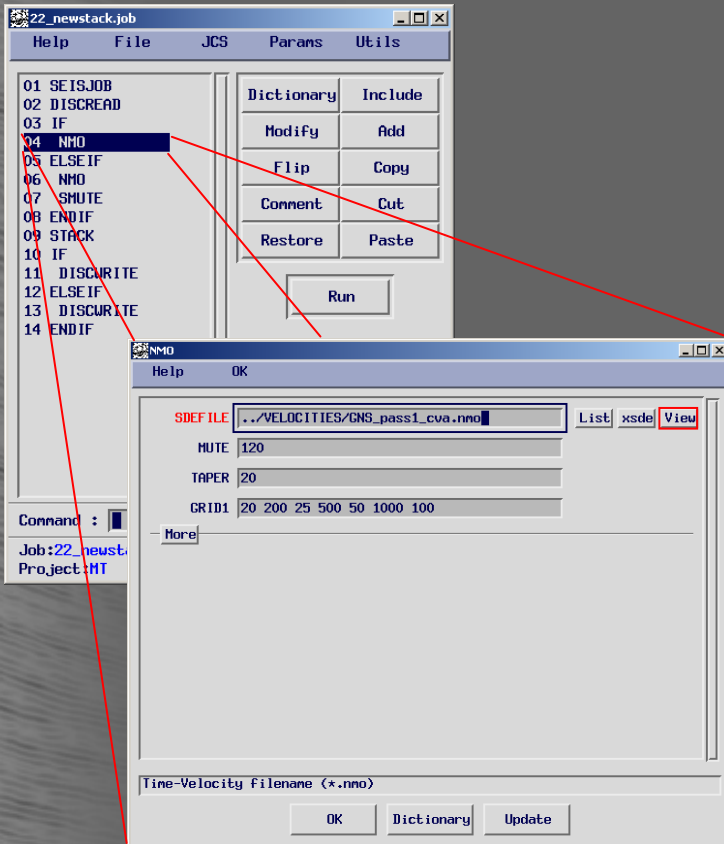 22_newstack.job
Help File JCS Params Utils
01 SEISJOB
02 DISCREAD
03 IF
04 NMO
05 ELSEIF
06 NMO
07 SMUTE
08 ENDIF
09 STACK
10 IF
11 DISCWRITE
12 ELSEIF
13 DISCWRITE
14 ENDIF
Dictionary Include
Modify Add
Flip Copy
Comment Cut
Restore Paste
Run
Command :
Job:22_newsta
Project:MT
NMO
Help OK
SDEFILE ../VELOCITIES/GNS_pass1_cva.nmo List xsde View
MUTE 120
TAPER 20
GRID1 20 200 25 500 50 1000 100
More
Time-Velocity filename (*.nmo)
OK Dictionary Update